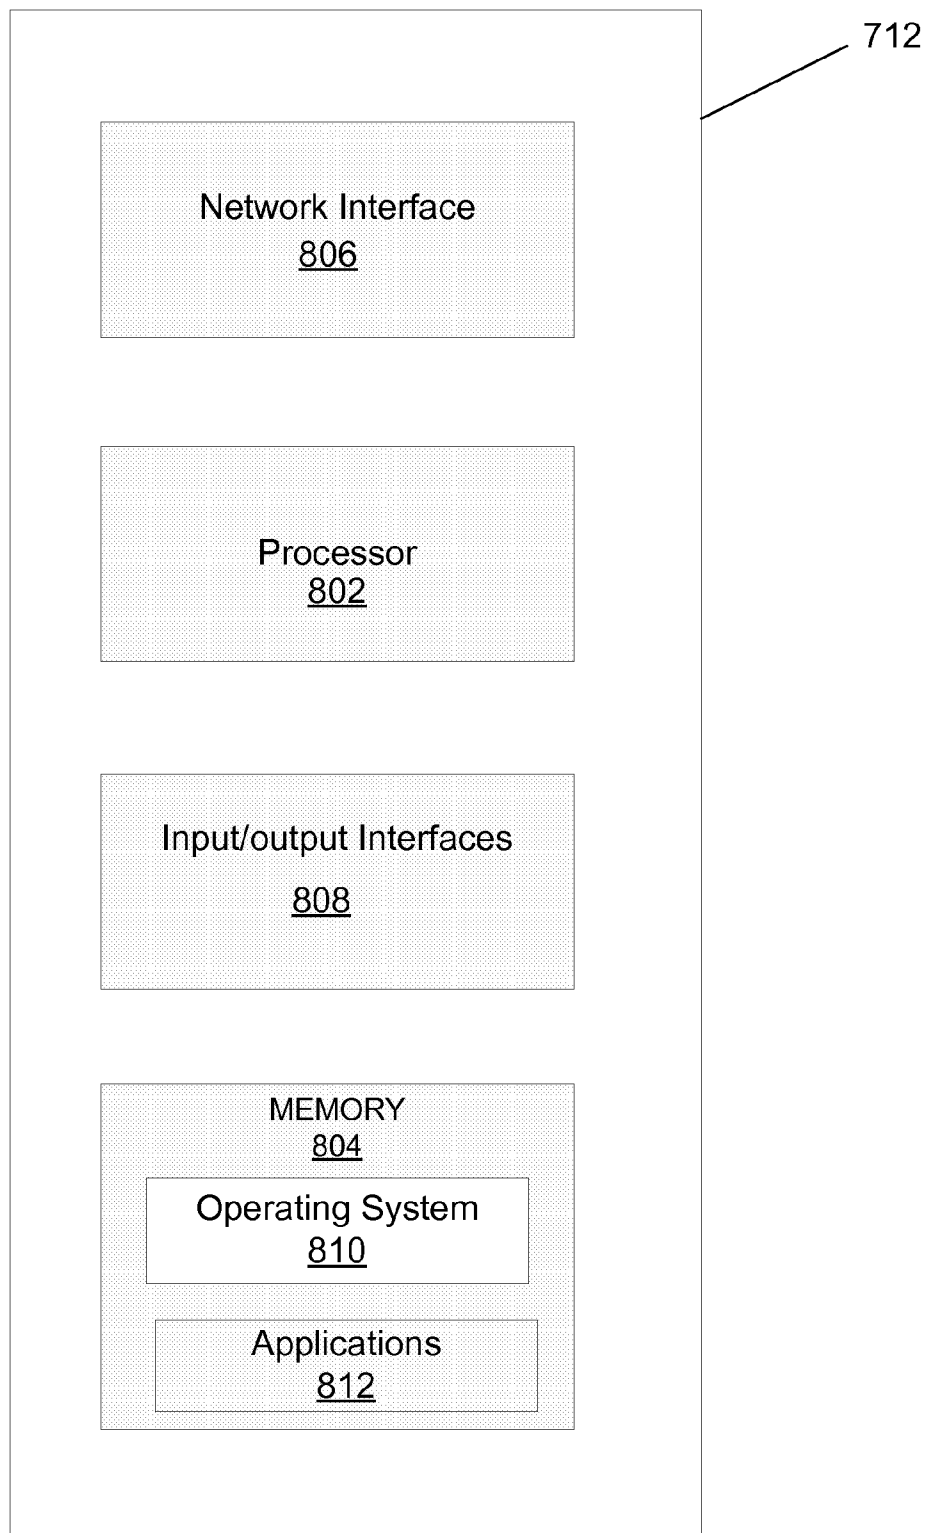 712
Network Interface
806
Processor
802
Input/output Interfaces
808
MEMORY
804
Operating System
810
Applications
812